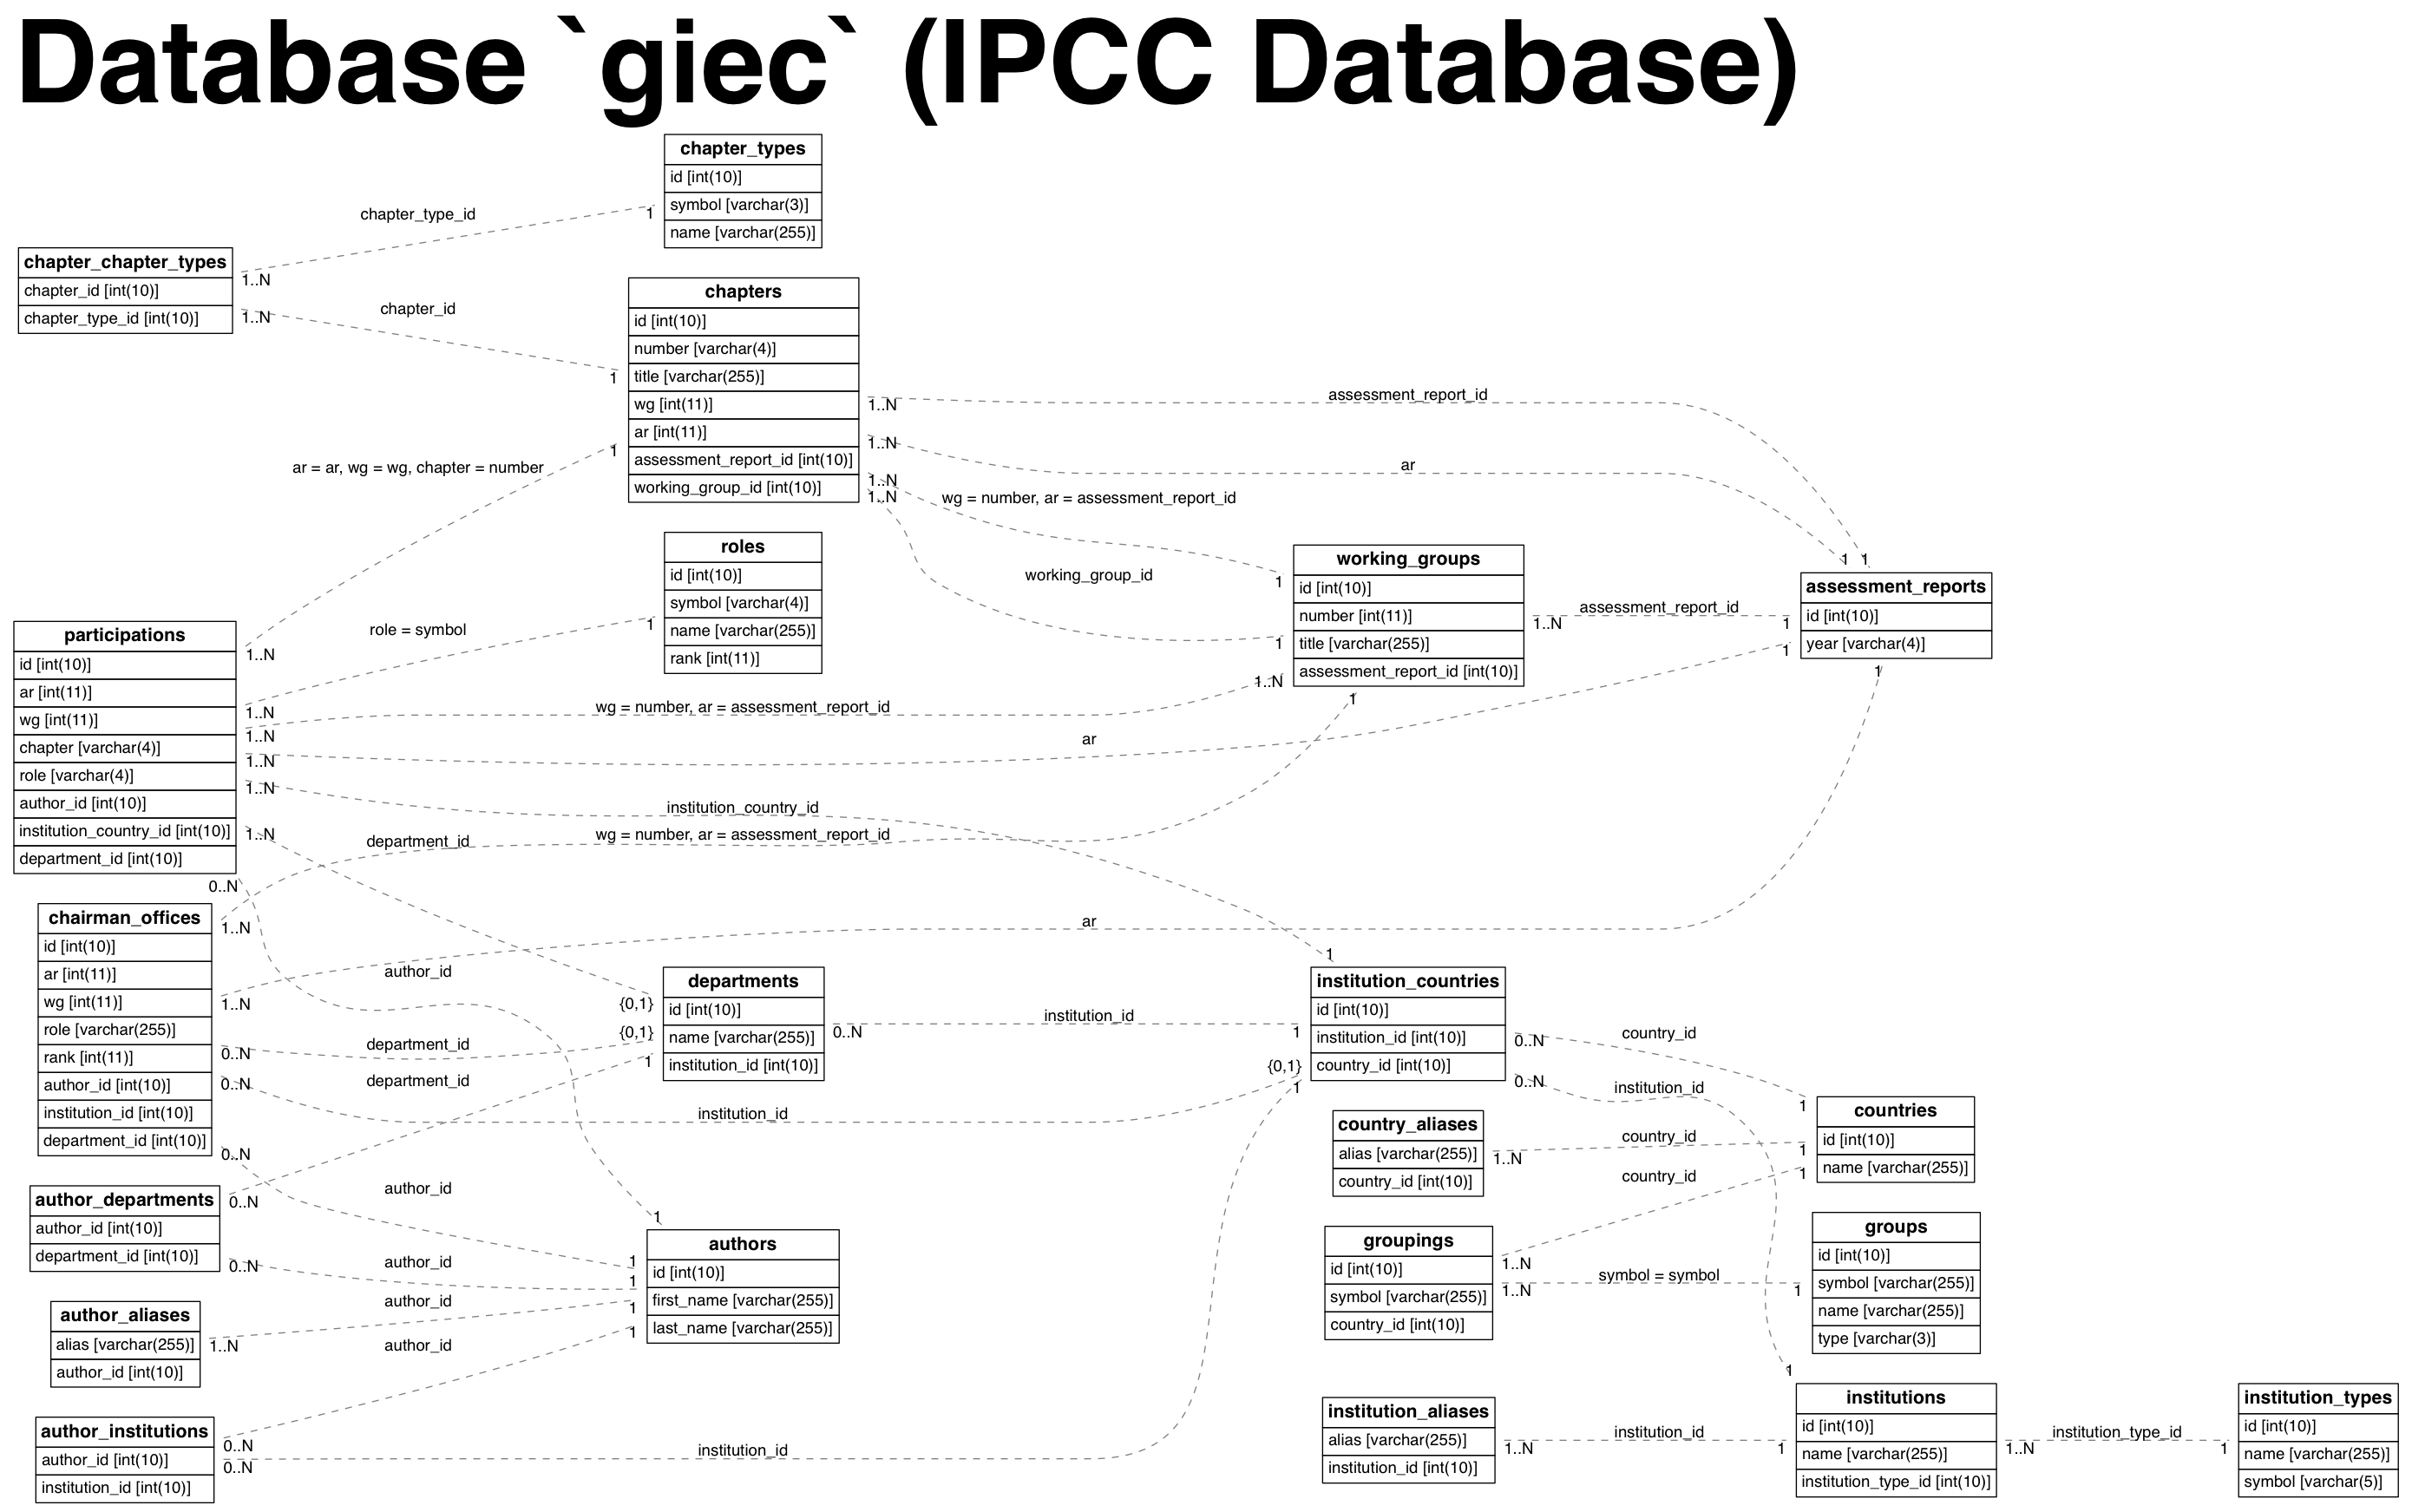 Database `giec` (IPCC Database)
chapter_types
id [int(10)]
symbol [varchar(3)]
name [varchar(255)]
chapter_type_id
1
chapter_chapter_types
chapter_id [int(10)]
chapter_type_id [int(10)]
1..N
1..N
chapter_id
1
chapters
id [int(10)]
number [varchar(4)]
title [varchar(255)]
wg [int(11)]
ar [int(11)]
assessment_report_id [int(10)]
working_group_id [int(10)]
1..N
1..N
1..N
1..N
assessment_report_id
ar
wg = number, ar = assessment_report_id
working_group_id
ar = ar, wg = wg, chapter = number
1
roles
id [int(10)]
symbol [varchar(4)]
name [varchar(255)]
rank [int(11)]
role = symbol
1
working_groups
id [int(10)]
number [int(11)]
title [varchar(255)]
assessment_report_id [int(10)]
1
1
1..N
1
1..N
assessment_report_id
1
1
1
1
assessment_reports
id [int(10)]
year [varchar(4)]
1
participations
id [int(10)]
ar [int(11)]
wg [int(11)]
chapter [varchar(4)]
role [varchar(4)]
author_id [int(10)]
institution_country_id [int(10)]
department_id [int(10)]
1..N
1..N
1..N
1..N
1..N
1..N
0..N
wg = number, ar = assessment_report_id
ar
institution_country_id
department_id
wg = number, ar = assessment_report_id
ar
chairman_offices
id [int(10)]
ar [int(11)]
wg [int(11)]
role [varchar(255)]
rank [int(11)]
author_id [int(10)]
institution_id [int(10)]
department_id [int(10)]
1..N
1..N
0..N
0..N
0..N
author_id
department_id
department_id
institution_id
author_id
departments
id [int(10)]
name [varchar(255)]
institution_id [int(10)]
{0,1}
{0,1}
1
0..N
institution_id
1
1
{0,1}
1
institution_countries
id [int(10)]
institution_id [int(10)]
country_id [int(10)]
0..N
0..N
country_id
institution_id
1
1
1
countries
id [int(10)]
name [varchar(255)]
country_aliases
alias [varchar(255)]
country_id [int(10)]
1..N
country_id
country_id
author_departments
author_id [int(10)]
department_id [int(10)]
0..N
0..N
author_id
author_id
author_id
1
1
1
1
1
authors
id [int(10)]
first_name [varchar(255)]
last_name [varchar(255)]
groupings
id [int(10)]
symbol [varchar(255)]
country_id [int(10)]
1..N
1..N
symbol = symbol
1
groups
id [int(10)]
symbol [varchar(255)]
name [varchar(255)]
type [varchar(3)]
author_aliases
alias [varchar(255)]
author_id [int(10)]
1..N
author_institutions
author_id [int(10)]
institution_id [int(10)]
0..N
0..N
institution_id
institution_aliases
alias [varchar(255)]
institution_id [int(10)]
1..N
institution_id
1
1
institutions
id [int(10)]
name [varchar(255)]
institution_type_id [int(10)]
1..N
institution_type_id
1
institution_types
id [int(10)]
name [varchar(255)]
symbol [varchar(5)]